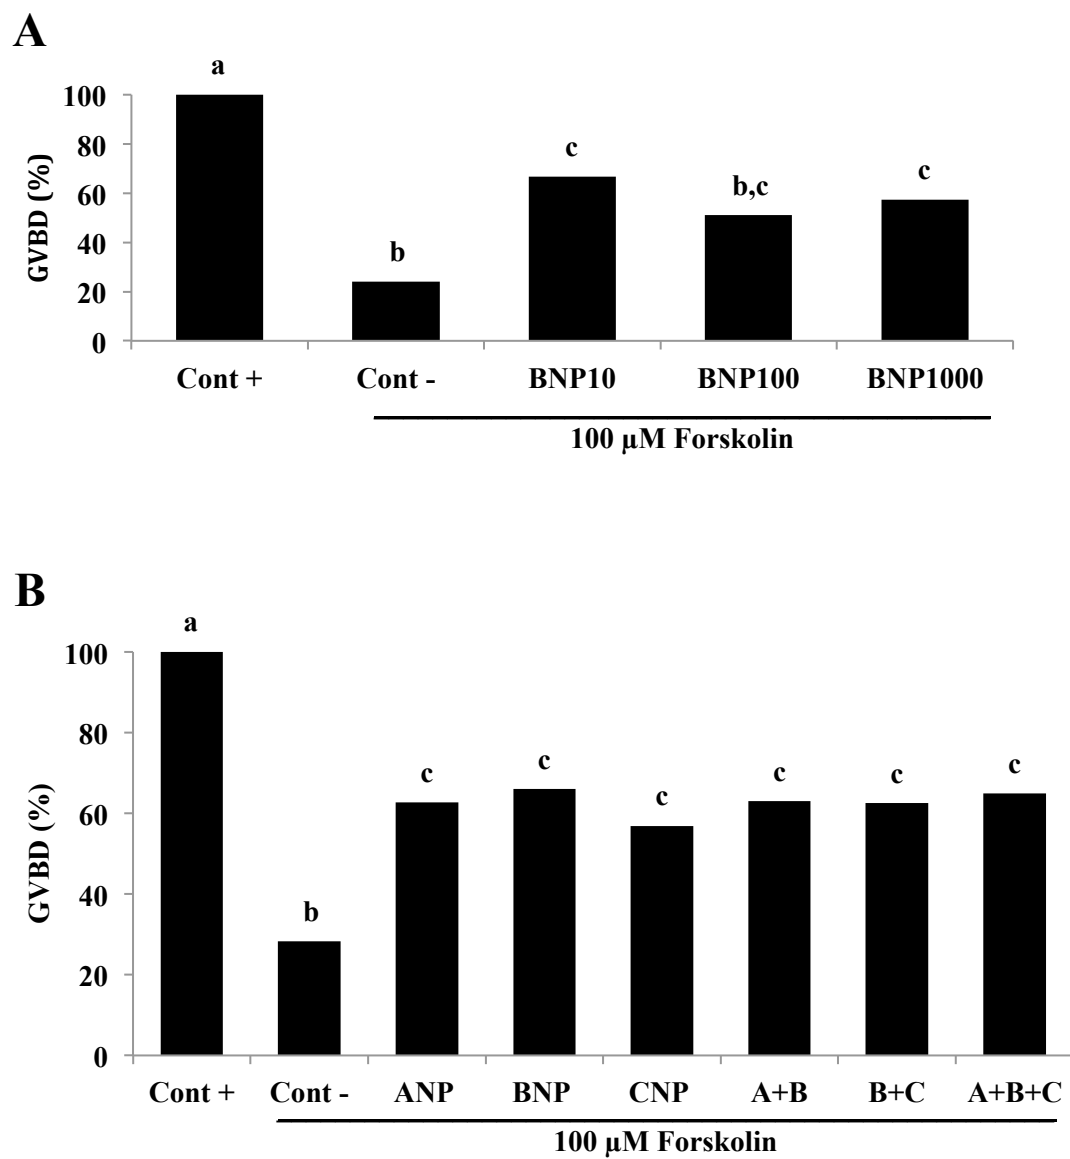 A
a
100
c
80
c
b,c
60
b
40
20
0
GVBD (%)
Cont + Cont - BNP10 BNP100 BNP1000
100 µM Forskolin
B
a
100
80
c c c c c c
60
b
40
20
0
GVBD (%)
Cont + Cont - ANP BNP CNP A+B B+C A+B+C
100 µM Forskolin